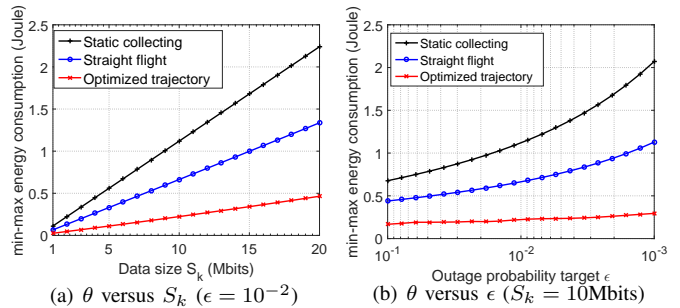 min-max energy consumption (Joule)
2.5
2
1.5
1
0.5
0
Static collecting
Straight flight
Optimized trajectory
1 5 10 15 20
Data size S_k (Mbits)
(a) θ versus S_k (ϵ = 10^-2)
min-max energy consumption (Joule)
2.5
2
1.5
1
0.5
0
Static collecting
Straight flight
Optimized trajectory
10^-1 10^-2 10^-3
Outage probability target ϵ
(b) θ versus ϵ (S_k = 10Mbits)